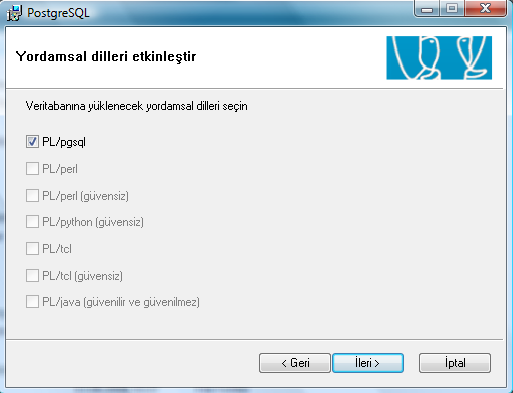 PostgreSQL
Yordamsal dilleri etkinleştir
Veritabanına yüklenecek yordamsal dilleri seçin
PL/pgsql
PL/perl
PL/perl (güvensiz)
PL/python (güvensiz)
PL/tcl
PL/tcl (güvensiz)
PL/java (güvenilir ve güvenilmez)
< Geri İleri > İptal